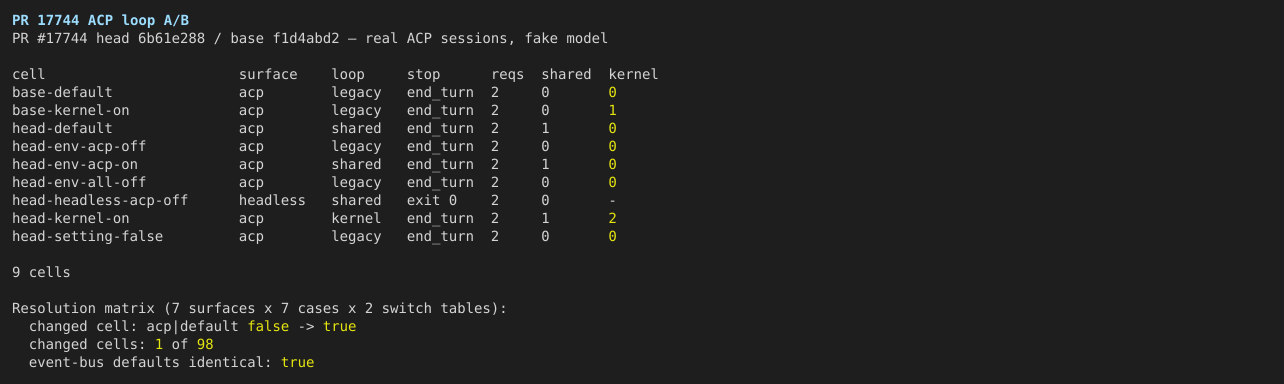 PR 17744 ACP loop A/B
PR #17744 head 6b61e288 / base f1d4abd2 — real ACP sessions, fake model
cell surface loop stop reqs shared kernel
base-default acp legacy end_turn 2 0 0
base-kernel-on acp legacy end_turn 2 0 1
head-default acp shared end_turn 2 1 0
head-env-acp-off acp legacy end_turn 2 0 0
head-env-acp-on acp shared end_turn 2 1 0
head-env-all-off acp legacy end_turn 2 0 0
head-headless-acp-off headless shared exit 0 2 0 -
head-kernel-on acp kernel end_turn 2 1 2
head-setting-false acp legacy end_turn 2 0 0
9 cells
Resolution matrix (7 surfaces x 7 cases x 2 switch tables):
changed cell: acp|default false -> true
changed cells: 1 of 98
event-bus defaults identical: true